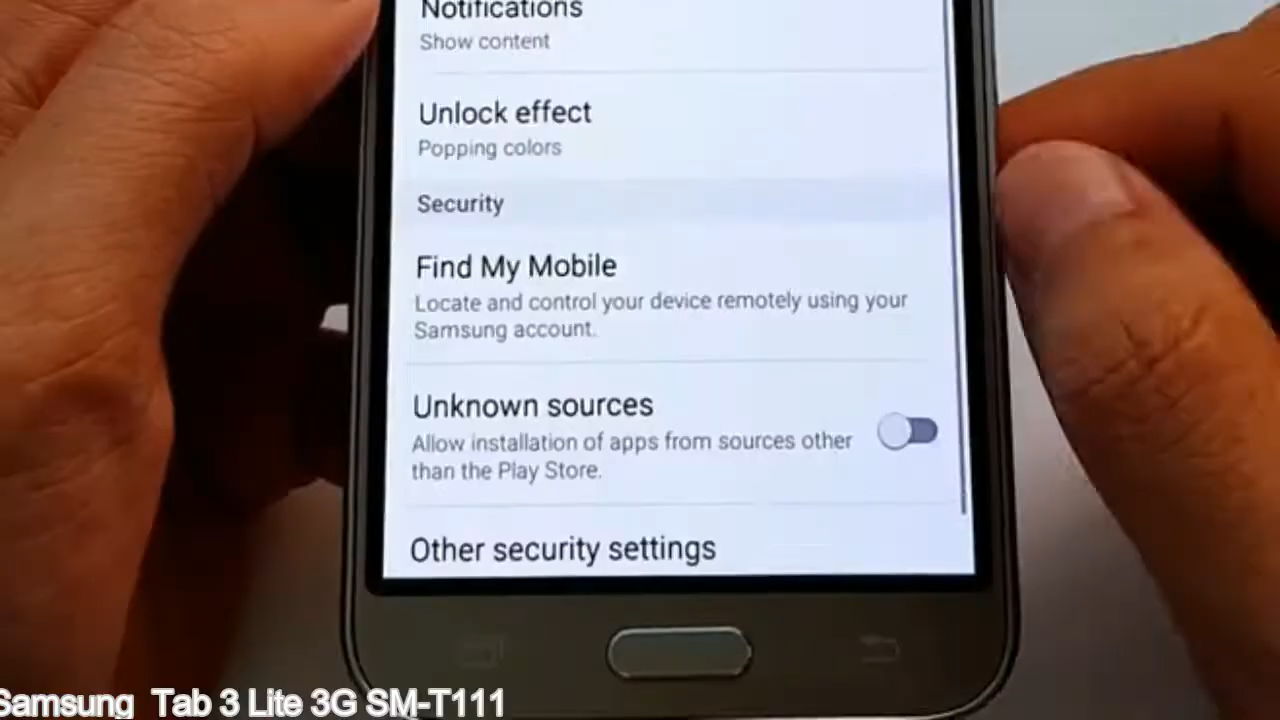 Notifications
Show content
Unlock effect
Popping colors
Security
Find My Mobile
Locate and control your device remotely using your
Samsung account.
Unknown sources
Allow installation of apps from sources other
than the Play Store.
Other security settings
Samsung Tab 3 Lite 3G SM-T111